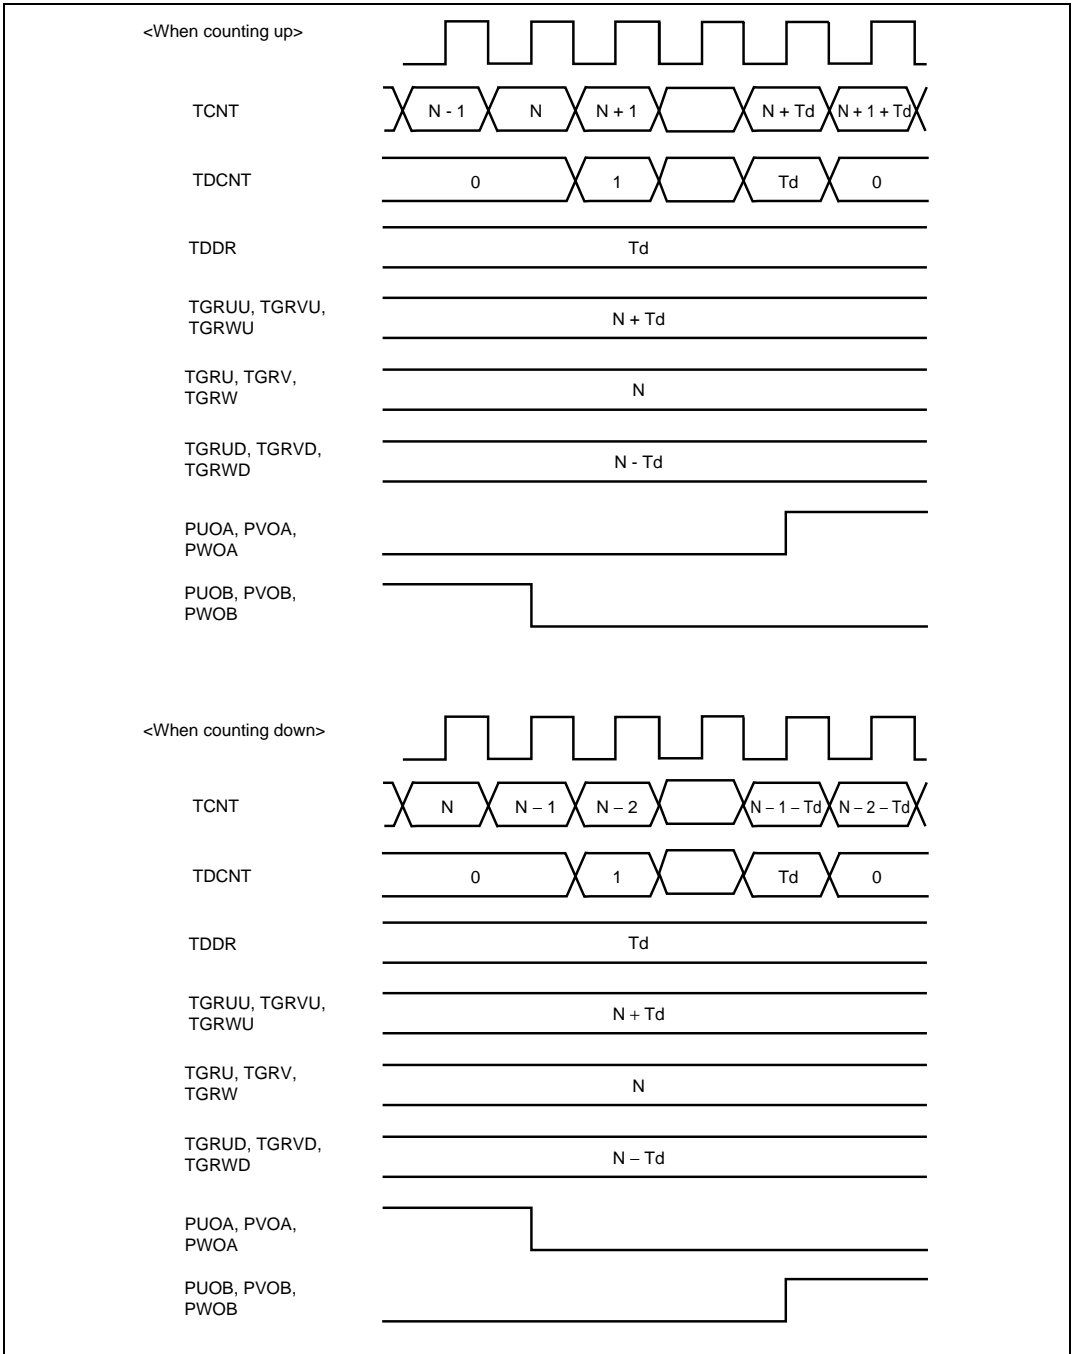 <When counting up>
TCNT
N - 1 N N + 1 N + Td N + 1 + Td
TDCNT
0 1 Td 0
TDDR
Td
TGRUU, TGRVU,
TGRWU
N + Td
TGRU, TGRV,
TGRW
N
TGRUD, TGRVD,
TGRWD
N - Td
PUOA, PVOA,
PWOA
PUOB, PVOB,
PWOB
<When counting down>
TCNT
N N – 1 N – 2 N – 1 – Td N – 2 – Td
TDCNT
0 1 Td 0
TDDR
Td
TGRUU, TGRVU,
TGRWU
N + Td
TGRU, TGRV,
TGRW
N
TGRUD, TGRVD,
TGRWD
N – Td
PUOA, PVOA,
PWOA
PUOB, PVOB,
PWOB